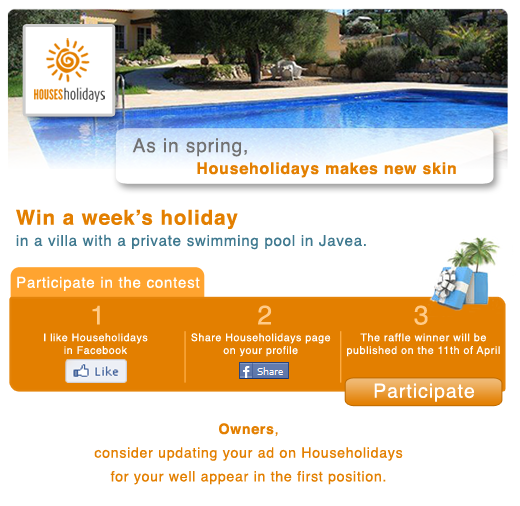 HOUSESholidays
As in spring,
Householidays makes new skin
Win a week's holiday
in a villa with a private swimming pool in Javea.
Participate in the contest
1
I like Householidays
in Facebook
Like
2
Share Householidays page
on your profile
f Share
3
The raffle winner will be
published on the 11th of April
Participate
Owners,
consider updating your ad on Householidays
for your well appear in the first position.